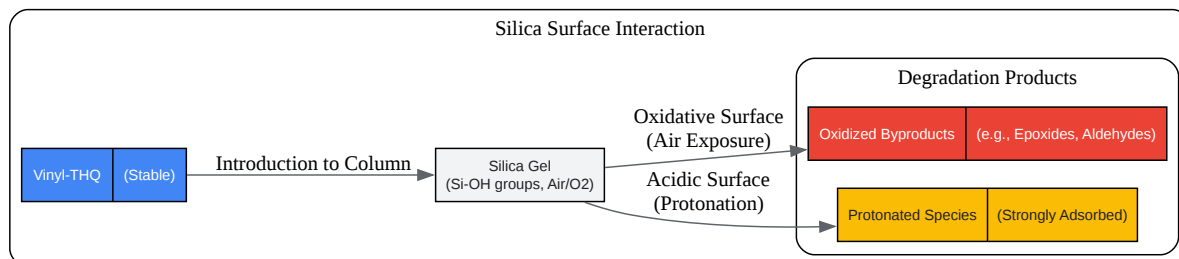 Silica Surface Interaction
Degradation Products
Vinyl-THQ
(Stable)
Introduction to Column
Silica Gel
(Si-OH groups, Air/O2)
Oxidative Surface
(Air Exposure)
Acidic Surface
(Protonation)
Oxidized Byproducts
(e.g., Epoxides, Aldehydes)
Protonated Species
(Strongly Adsorbed)